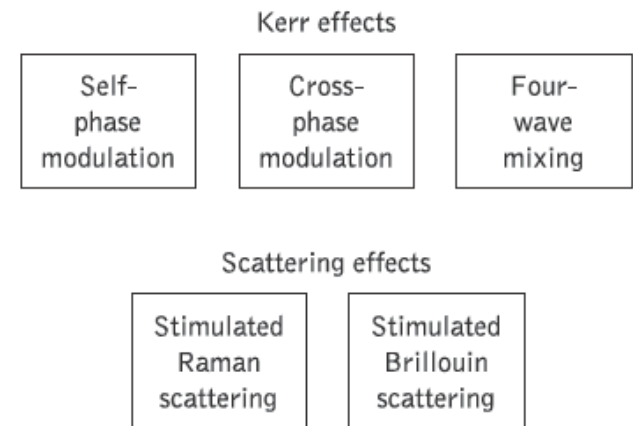 Kerr effects
Self-
phase
modulation
Cross-
phase
modulation
Four-
wave
mixing
Scattering effects
Stimulated
Raman
scattering
Stimulated
Brillouin
scattering